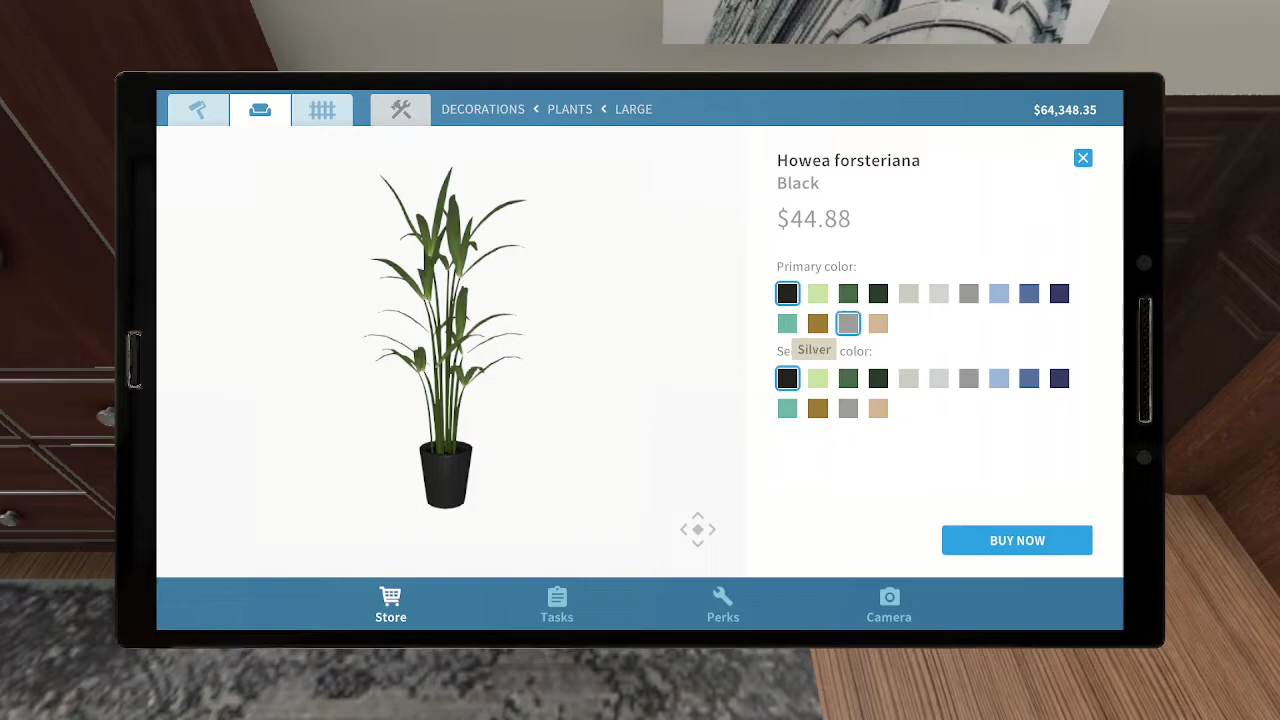 DECORATIONS < PLANTS < LARGE
$64,348.35
Howea forsteriana
Black
$44.88
Primary color:
Silver
Se color:
BUY NOW
Store
Tasks
Perks
Camera